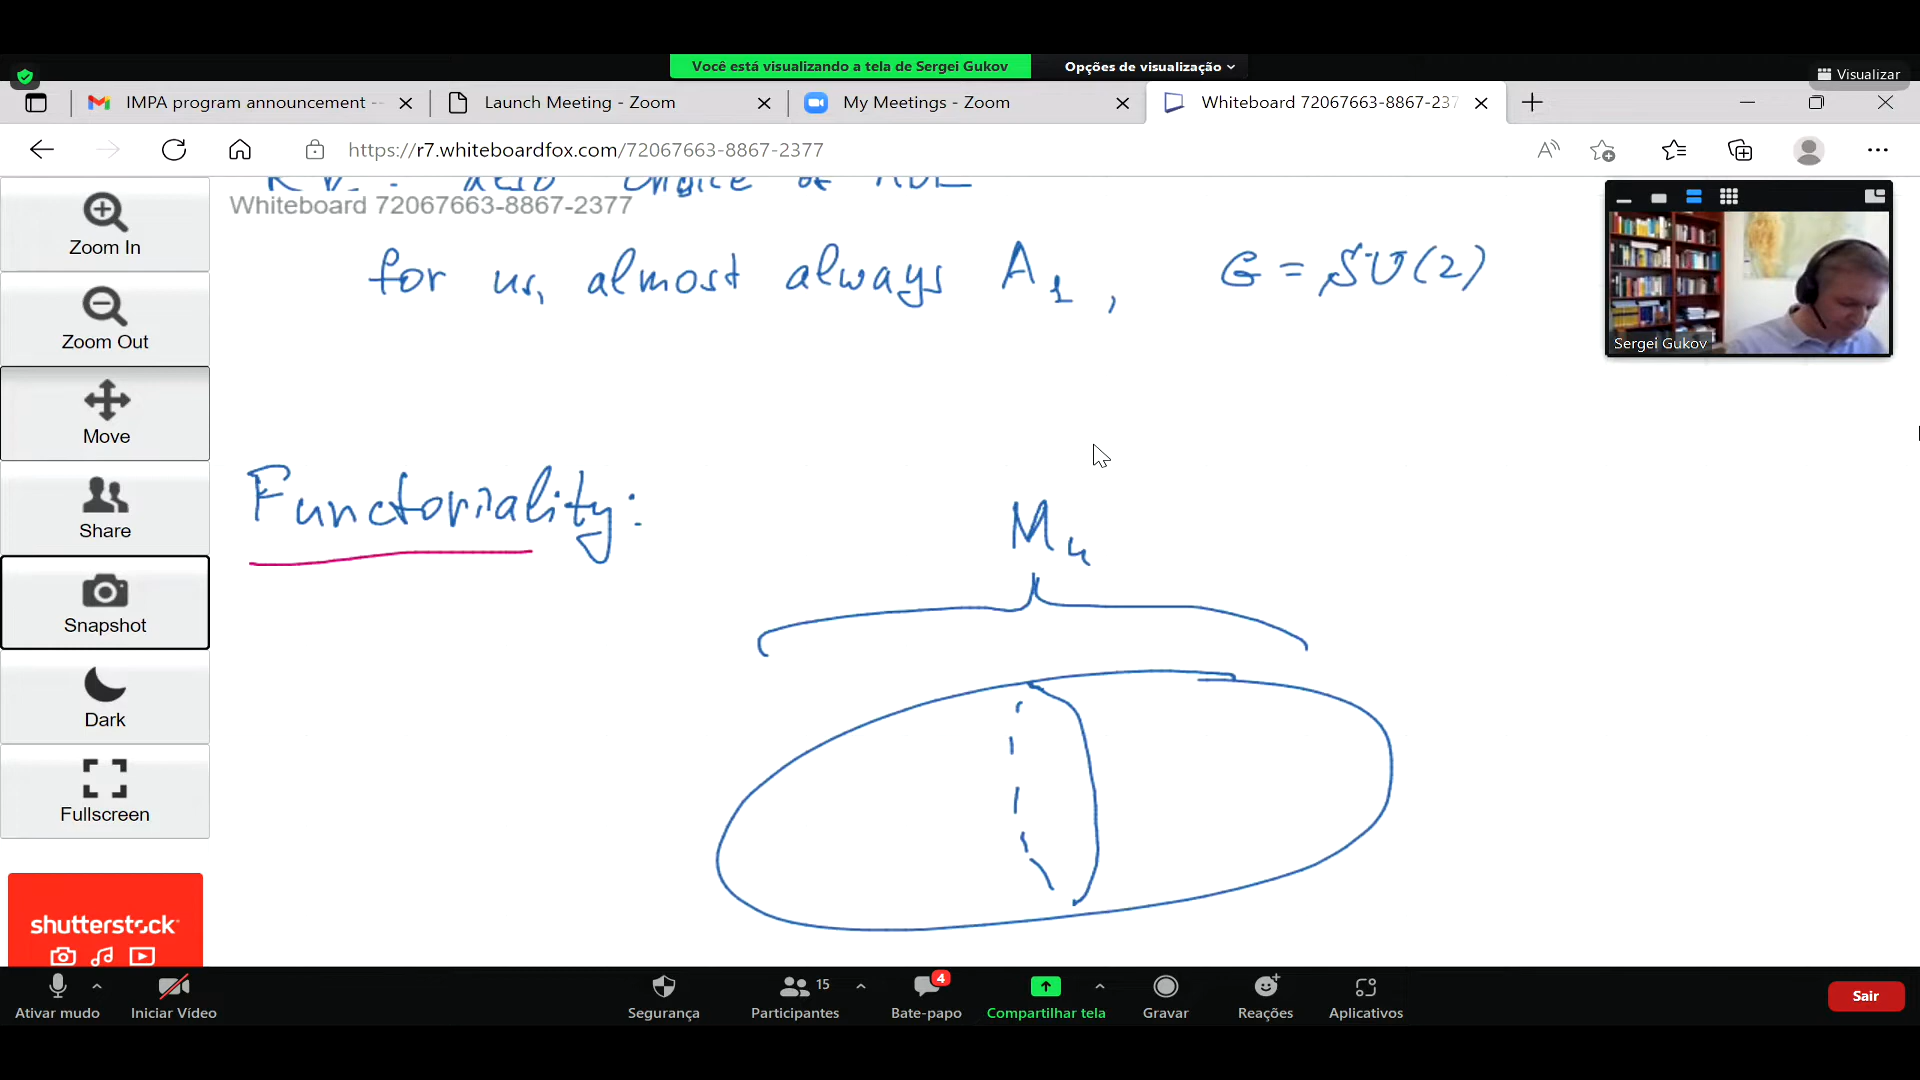 Você está visualizando a tela de Sergei Gukov
Opções de visualização
Visualizar
IMPA program announcement --
Launch Meeting - Zoom
My Meetings - Zoom
Whiteboard 72067663-8867-237
https://r7.whiteboardfox.com/72067663-8867-2377
choice of ADE
Whiteboard 72067663-8867-2377
for us, almost always A₁, G = SU(2)
Sergei Gukov
Zoom In
Zoom Out
Move
Share
Snapshot
Dark
Fullscreen
Functoriality:
M₄
shutterstock
Ativar mudo
Iniciar Vídeo
Segurança
15
Participantes
4
Bate-papo
Compartilhar tela
Gravar
Reações
Aplicativos
Sair